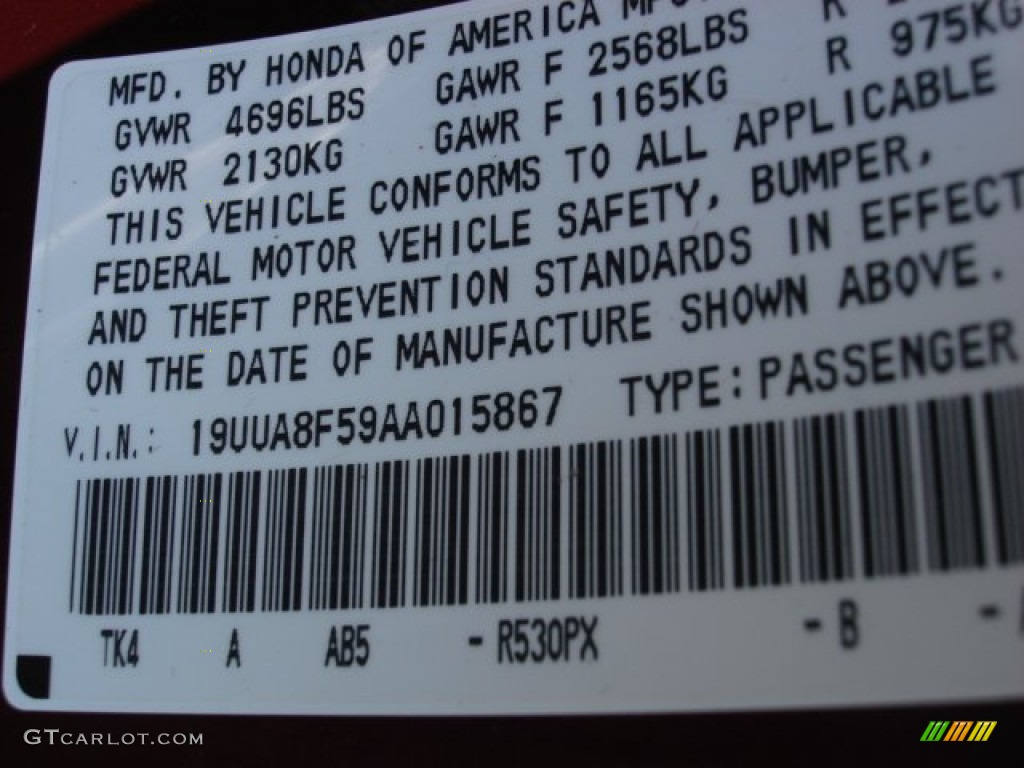 MFD. BY HONDA OF AMERICA
GVWR 4696LBS GAWR F 2568LBS R
GVWR 2130KG GAWR F 1165KG R 975KG
THIS VEHICLE CONFORMS TO ALL APPLICABLE
FEDERAL MOTOR VEHICLE SAFETY, BUMPER,
AND THEFT PREVENTION STANDARDS IN EFFECT
ON THE DATE OF MANUFACTURE SHOWN ABOVE.
V.I.N.: 19UUA8F59AA015867 TYPE: PASSENGER
TK4 A AB5 - R530PX - B -
GTCARLOT.COM